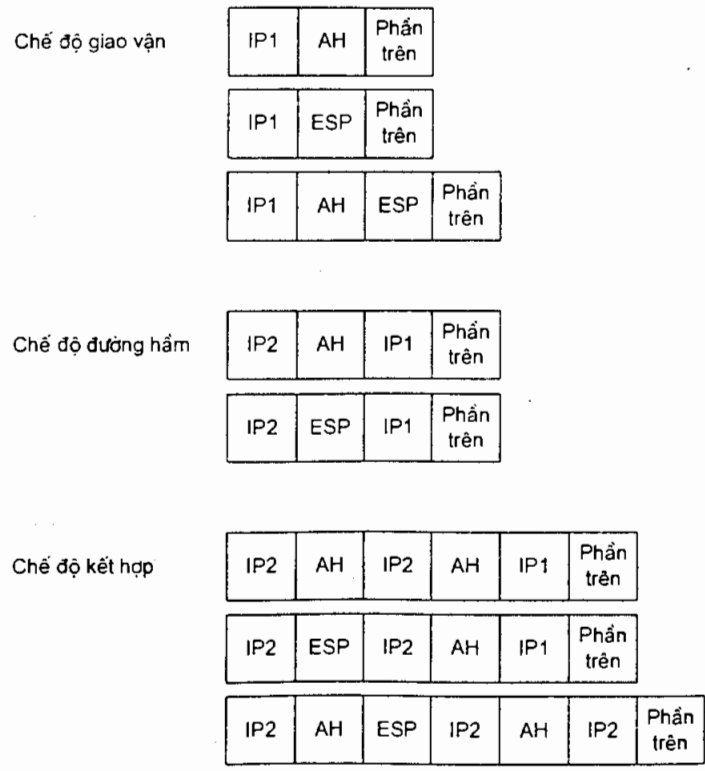 Chế độ giao vận
IP1 AH Phần trên
IP1 ESP Phần trên
IP1 AH ESP Phần trên
Chế độ đường hầm
IP2 AH IP1 Phần trên
IP2 ESP IP1 Phần trên
Chế độ kết hợp
IP2 AH IP2 AH IP1 Phần trên
IP2 ESP IP2 AH IP1 Phần trên
IP2 AH ESP IP2 AH IP2 Phần trên